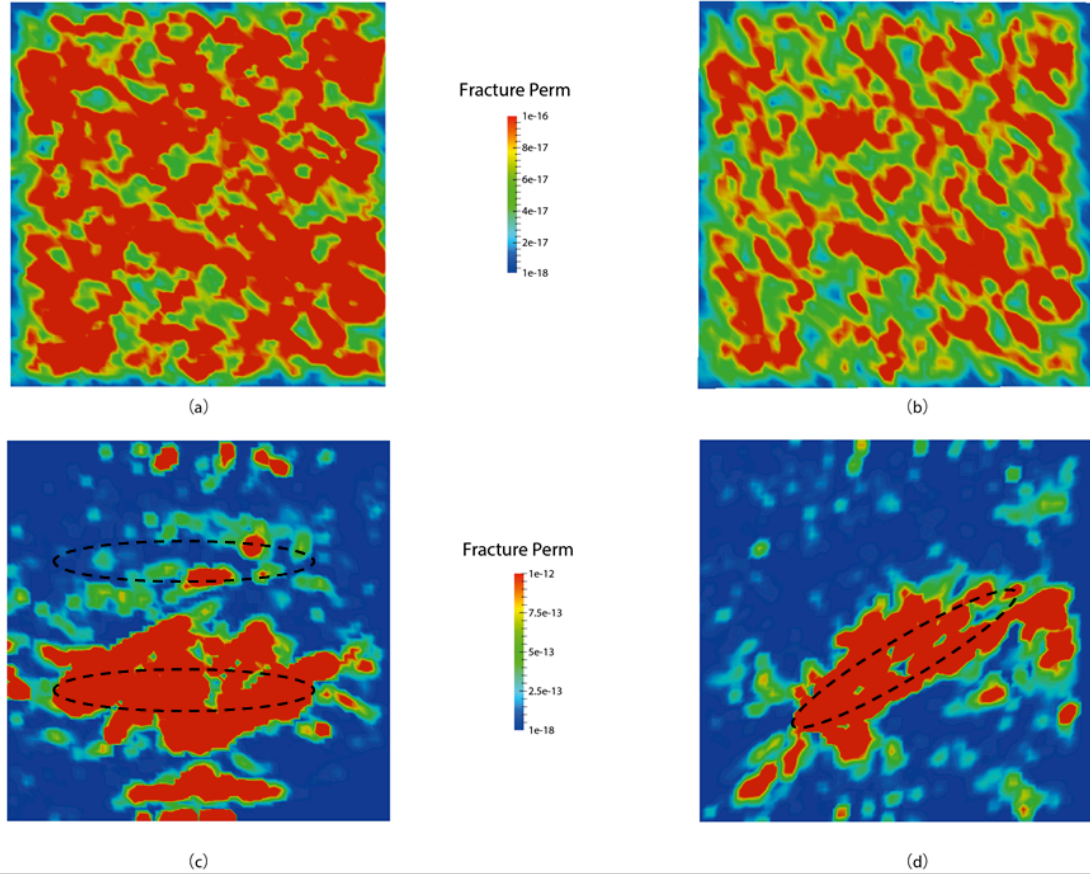 Fracture Perm
1e-16
8e-17
6e-17
4e-17
2e-17
1e-18
(a)
(b)
Fracture Perm
1e-12
7.5e-13
5e-13
2.5e-13
1e-18
(c)
(d)